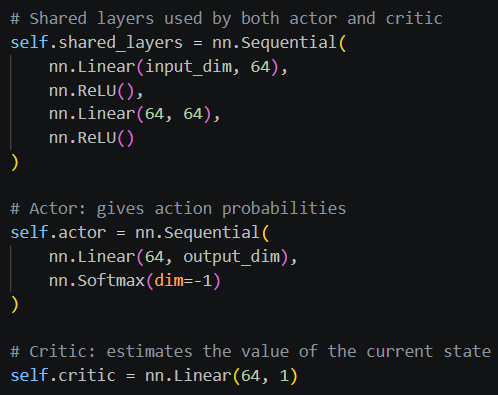 # Shared layers used by both actor and critic
self.shared_layers = nn.Sequential(
    nn.Linear(input_dim, 64),
    nn.ReLU(),
    nn.Linear(64, 64),
    nn.ReLU()
)

# Actor: gives action probabilities
self.actor = nn.Sequential(
    nn.Linear(64, output_dim),
    nn.Softmax(dim=-1)
)

# Critic: estimates the value of the current state
self.critic = nn.Linear(64, 1)